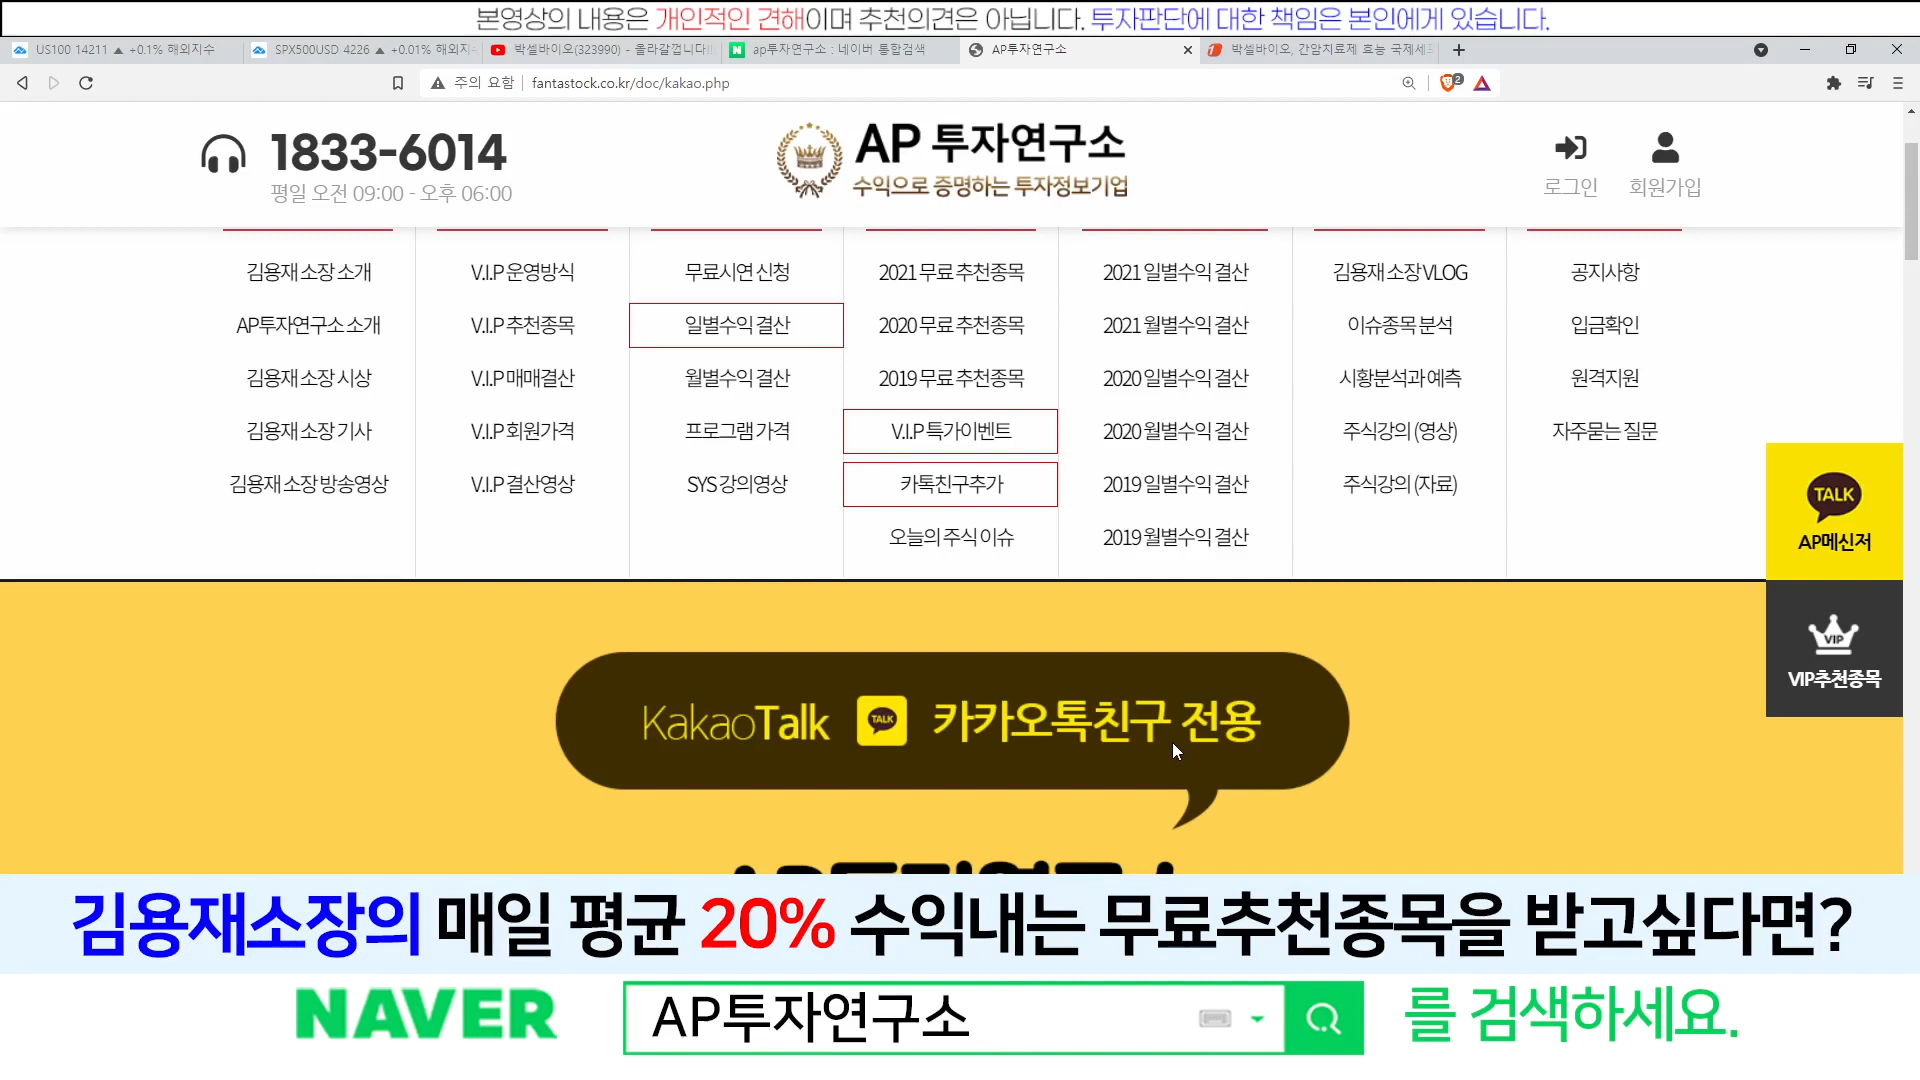 본영상의 내용은 개인적인 견해이며 추천의견은 아닙니다. 투자판단에 대한 책임은 본인에게 있습니다.
US100 14211 ▲ +0.1% 해외지수
SPX500USD 4226 ▲ +0.01% 해외지
박셀바이오(323990) - 올라갈껍니다!
ap투자연구소 : 네이버 통합검색
AP투자연구소
박셀바이오, 간암치료제 효능 국제세
주의 요함
fantastock.co.kr/doc/kakao.php
2
1833-6014
평일 오전 09:00 - 오후 06:00
AP 투자연구소
수익으로 증명하는 투자정보기업
로그인
회원가입
김용재 소장 소개
V.I.P 운영방식
무료시연 신청
2021 무료 추천종목
2021 일별수익 결산
김용재 소장 VLOG
공지사항
AP투자연구소 소개
V.I.P 추천종목
일별수익 결산
2020 무료 추천종목
2021 월별수익 결산
이슈종목 분석
입금확인
김용재 소장 시상
V.I.P 매매결산
월별수익 결산
2019 무료 추천종목
2020 일별수익 결산
시황분석과 예측
원격지원
김용재 소장 기사
V.I.P 회원가격
프로그램 가격
V.I.P 특가이벤트
2020 월별수익 결산
주식강의 (영상)
자주묻는 질문
김용재 소장 방송영상
V.I.P 결산영상
SYS 강의영상
카톡친구추가
2019 일별수익 결산
주식강의 (자료)
오늘의 주식 이슈
2019 월별수익 결산
TALK
AP메신저
VIP
VIP추천종목
KakaoTalk TALK 카카오톡친구 전용
김용재소장의 매일 평균 20% 수익내는 무료추천종목을 받고싶다면?
NAVER AP투자연구소 를 검색하세요.